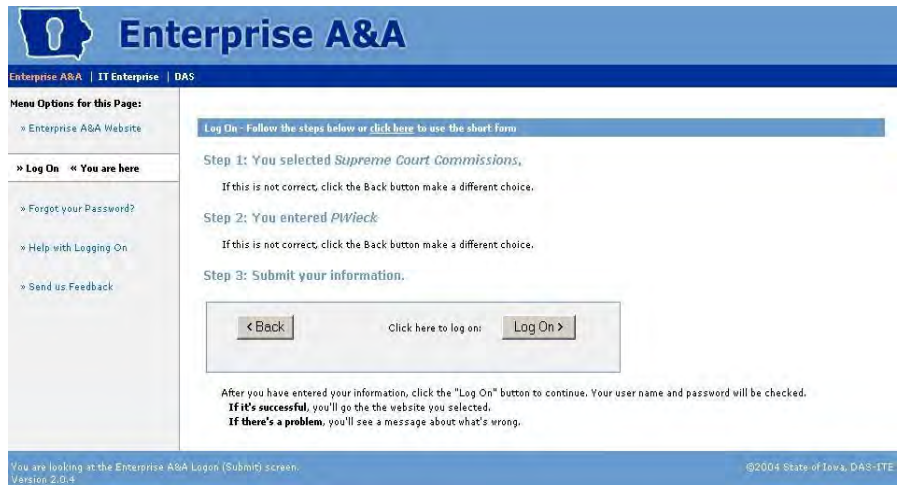 Enterprise A&A
Enterprise A&A | IT Enterprise | DAS
Menu Options for this Page:
» Enterprise A&A Website
» Log On « You are here
» Forgot your Password?
» Help with Logging On
» Send us Feedback
Log On - Follow the steps below or click here to use the short form
Step 1: You selected Supreme Court Commissions,
If this is not correct, click the Back button make a different choice.
Step 2: You entered PWieck
If this is not correct, click the Back button make a different choice.
Step 3: Submit your information.
< Back
Click here to log on:
Log On >
After you have entered your information, click the "Log On" button to continue. Your user name and password will be checked.
If it's successful, you'll go the the website you selected.
If there's a problem, you'll see a message about what's wrong.
You are looking at the Enterprise A&A Logon (Submit) screen.
Version 2.0.4
©2004 State of Iowa, DAS-ITE